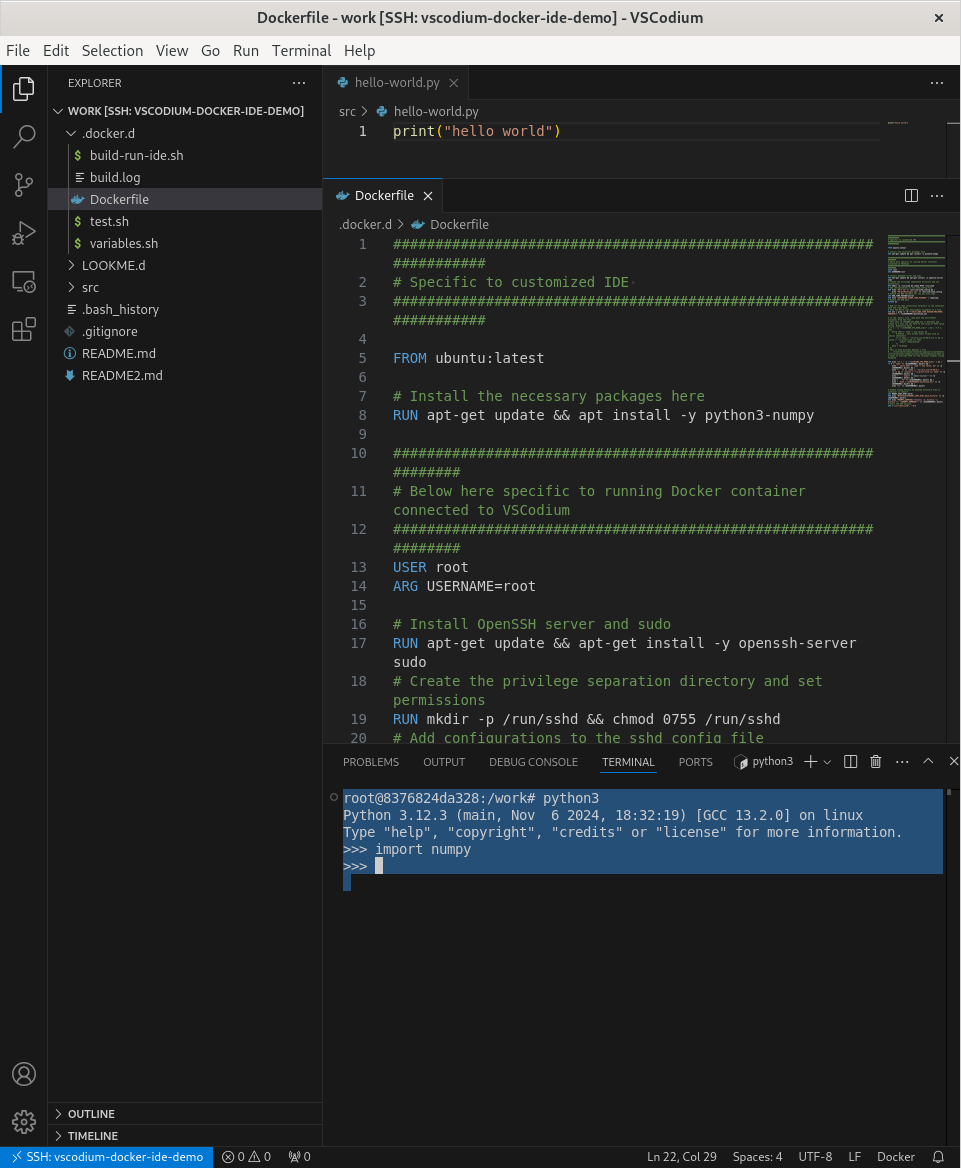 Dockerfile - work [SSH: vscodium-docker-ide-demo] - VSCodium
File Edit Selection View Go Run Terminal Help
EXPLORER
WORK [SSH: VSCODIUM-DOCKER-IDE-DEMO]
.docker.d
$ build-run-ide.sh
build.log
Dockerfile
$ test.sh
$ variables.sh
LOOKME.d
src
.bash_history
.gitignore
README.md
README2.md
OUTLINE
TIMELINE
hello-world.py
src > hello-world.py
1 print("hello world")
Dockerfile
.docker.d > Dockerfile
1 #########################################################
###########
2 # Specific to customized IDE
3 #########################################################
###########
4
5 FROM ubuntu:latest
6
7 # Install the necessary packages here
8 RUN apt-get update && apt install -y python3-numpy
9
10 #########################################################
########
11 # Below here specific to running Docker container
connected to VSCodium
12 #########################################################
########
13 USER root
14 ARG USERNAME=root
15
16 # Install OpenSSH server and sudo
17 RUN apt-get update && apt-get install -y openssh-server
sudo
18 # Create the privilege separation directory and set
permissions
19 RUN mkdir -p /run/sshd && chmod 0755 /run/sshd
20 # Add configurations to the sshd config file
PROBLEMS OUTPUT DEBUG CONSOLE TERMINAL PORTS python3
root@8376824da328:/work# python3
Python 3.12.3 (main, Nov  6 2024, 18:32:19) [GCC 13.2.0] on linux
Type "help", "copyright", "credits" or "license" for more information.
>>> import numpy
>>>
SSH: vscodium-docker-ide-demo 0 0 0 Ln 22, Col 29 Spaces: 4 UTF-8 LF Docker